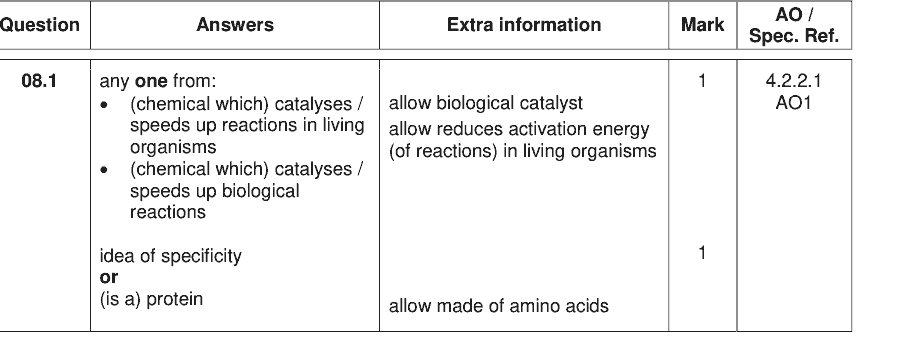 Question Answers Extra information Mark AO /
Spec. Ref.
08.1 any one from: 1 4.2.2.1
• (chemical which) catalyses / allow biological catalyst AO1
speeds up reactions in living allow reduces activation energy
organisms (of reactions) in living organisms
• (chemical which) catalyses /
speeds up biological
reactions
idea of specificity 1
or
(is a) protein allow made of amino acids